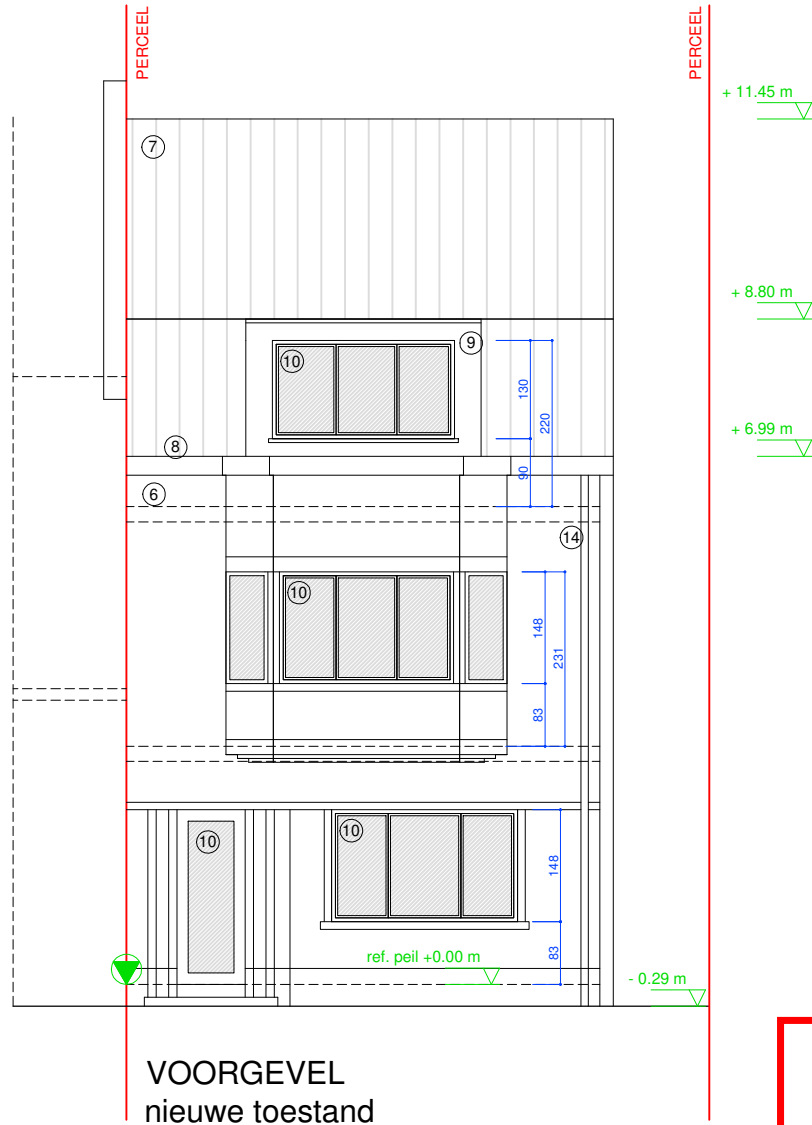 PERCEEL
PERCEEL
+ 11.45 m
7
+ 8.80 m
9
10
130
220
+ 6.99 m
8
90
6
14
10
148
231
83
10
10
148
83
ref. peil +0.00 m
- 0.29 m
VOORGEVEL
nieuwe toestand